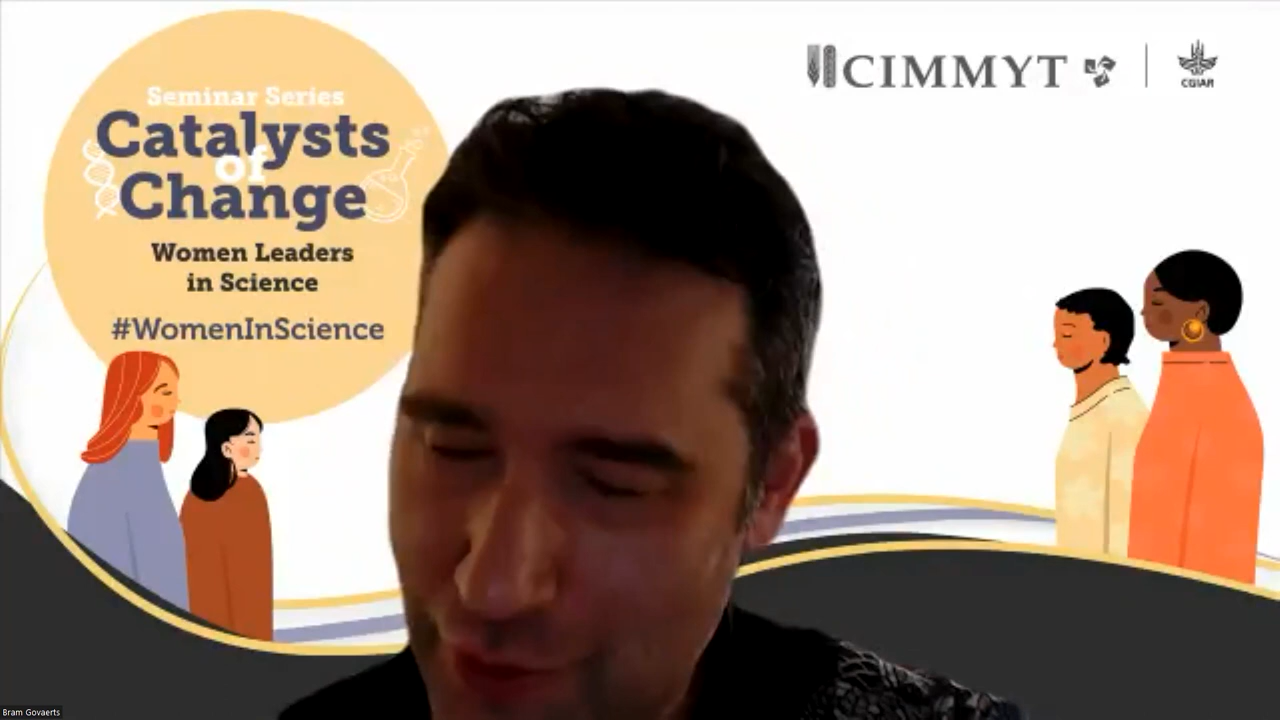 Seminar Series
Catalysts
of
Change
Women Leaders
in Science
#WomenInScience
CIMMYT
CGIAR
Bram Govaerts